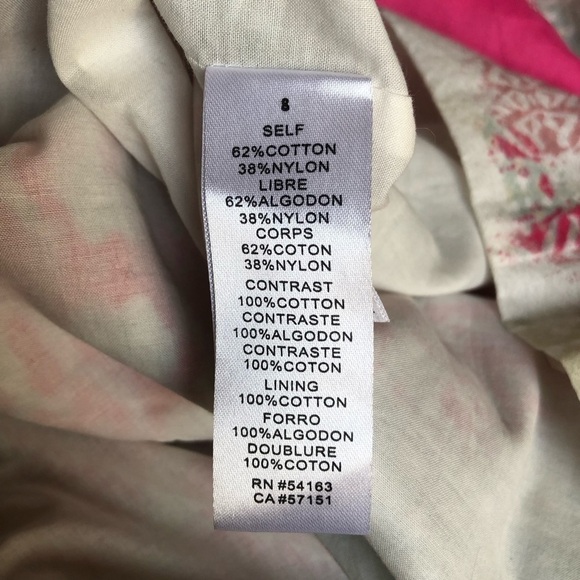 8
SELF
62%COTTON
38%NYLON
LIBRE
62%ALGODON
38%NYLON
CORPS
62%COTON
38%NYLON
CONTRAST
100%COTTON
CONTRASTE
100%ALGODON
CONTRASTE
100%COTON
LINING
100%COTTON
FORRO
100%ALGODON
DOUBLURE
100%COTON
RN #54163
CA #57151